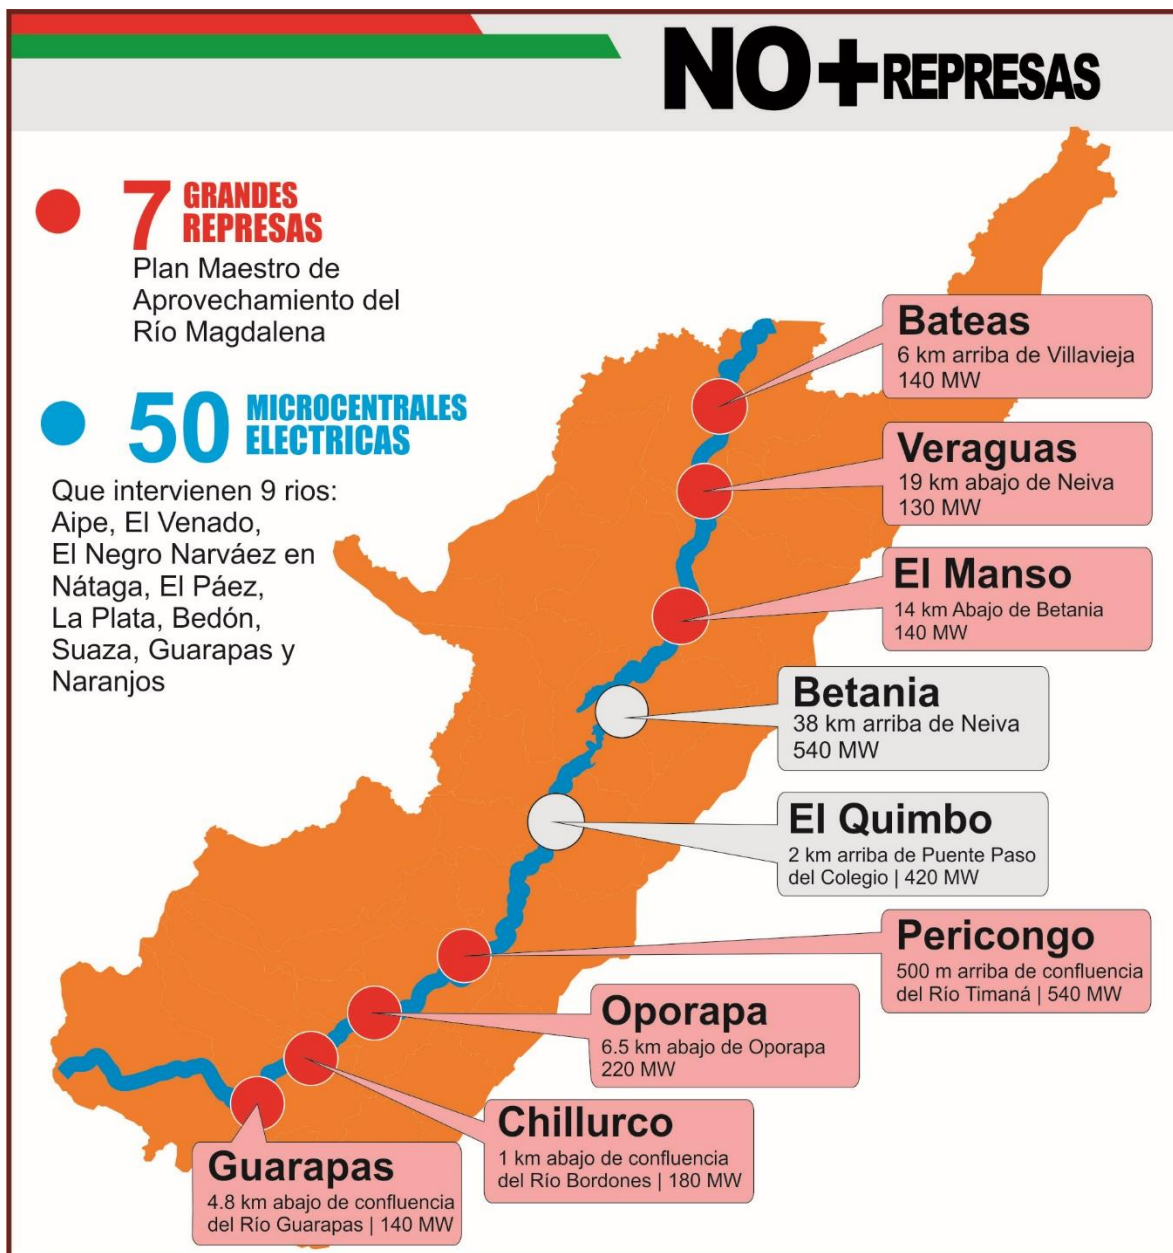 NO+REPRESAS
7 GRANDES
REPRESAS
Plan Maestro de
Aprovechamiento del
Río Magdalena
50 MICROCENTRALES
ELECTRICAS
Que intervienen 9 rios:
Aipe, El Venado,
El Negro Narváez en
Nátaga, El Páez,
La Plata, Bedón,
Suaza, Guarapas y
Naranjos
Bateas
6 km arriba de Villavieja
140 MW
Veraguas
19 km abajo de Neiva
130 MW
El Manso
14 km Abajo de Betania
140 MW
Betania
38 km arriba de Neiva
540 MW
El Quimbo
2 km arriba de Puente Paso
del Colegio | 420 MW
Pericongo
500 m arriba de confluencia
del Río Timaná | 540 MW
Oporapa
6.5 km abajo de Oporapa
220 MW
Chillurco
1 km abajo de confluencia
del Río Bordones | 180 MW
Guarapas
4.8 km abajo de confluencia
del Río Guarapas | 140 MW